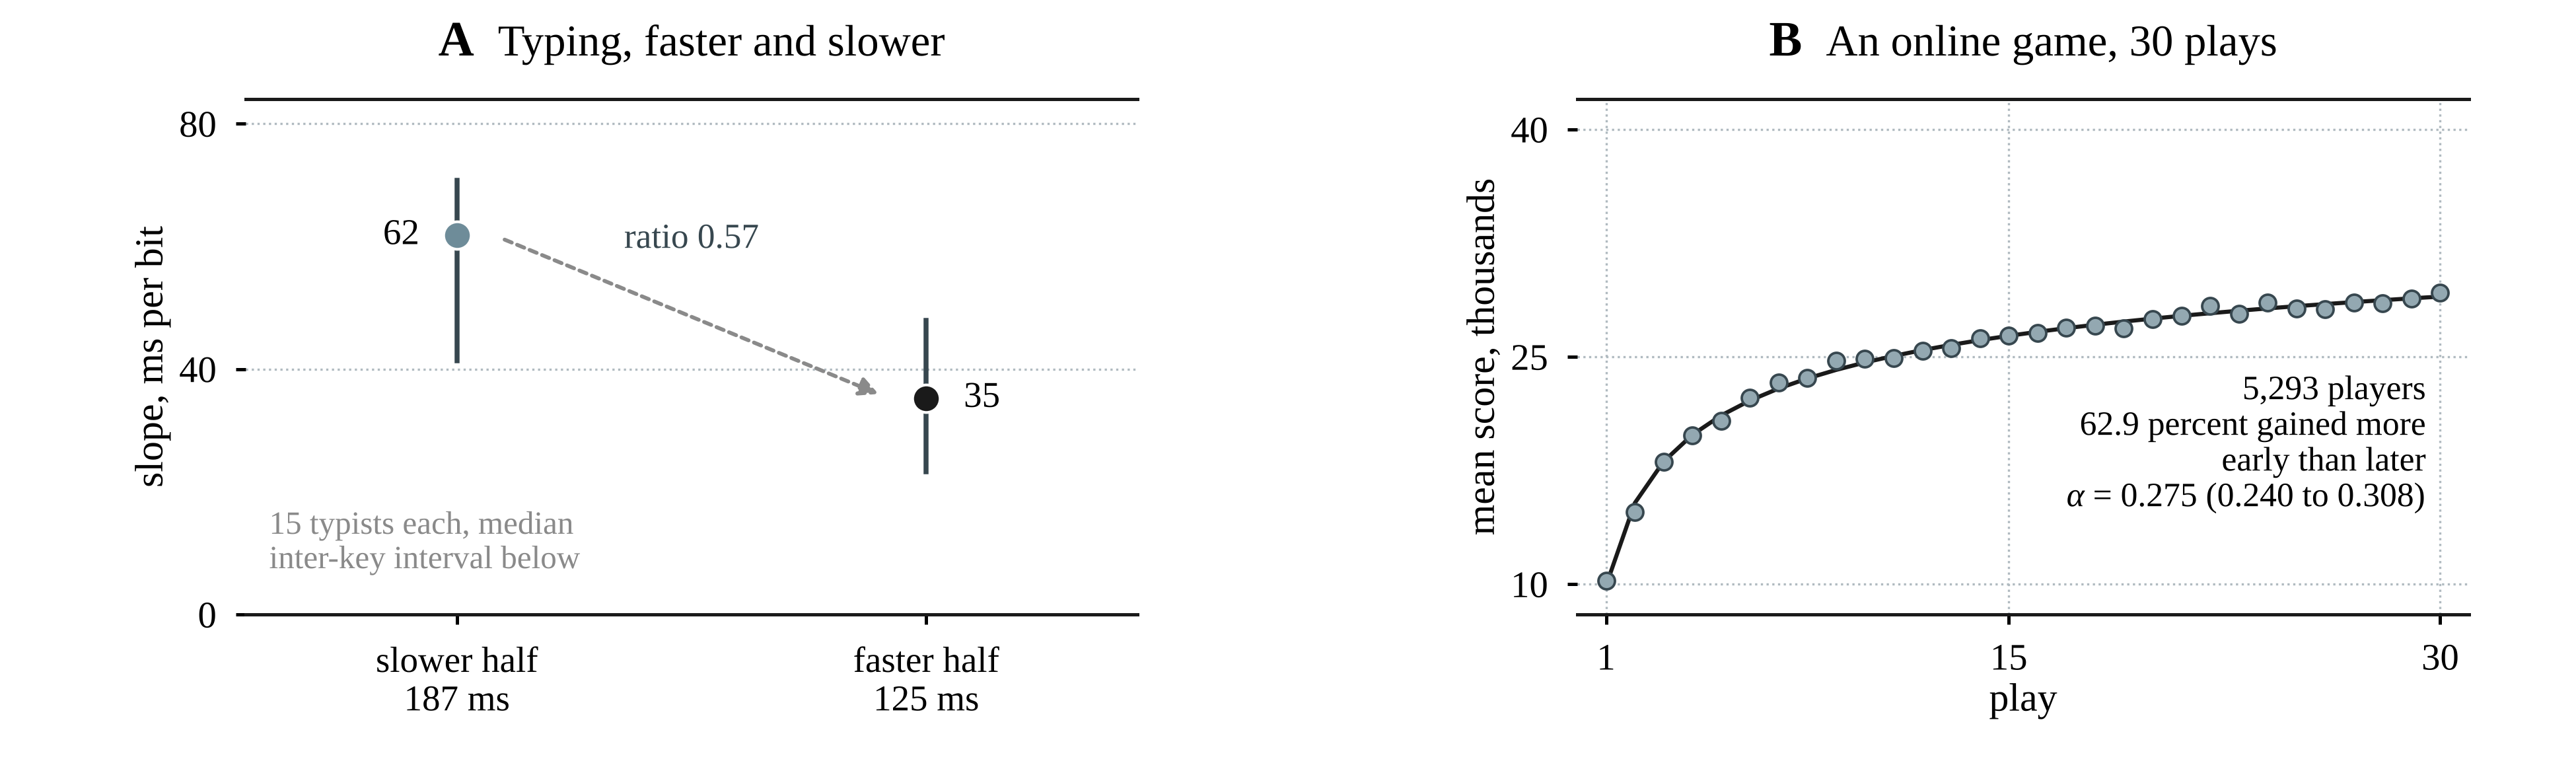 A Typing, faster and slower
slope, ms per bit
80
40
0
62
ratio 0.57
35
15 typists each, median
inter-key interval below
slower half
187 ms
faster half
125 ms
B An online game, 30 plays
mean score, thousands
40
25
10
5,293 players
62.9 percent gained more
early than later
α = 0.275 (0.240 to 0.308)
1
15
30
play